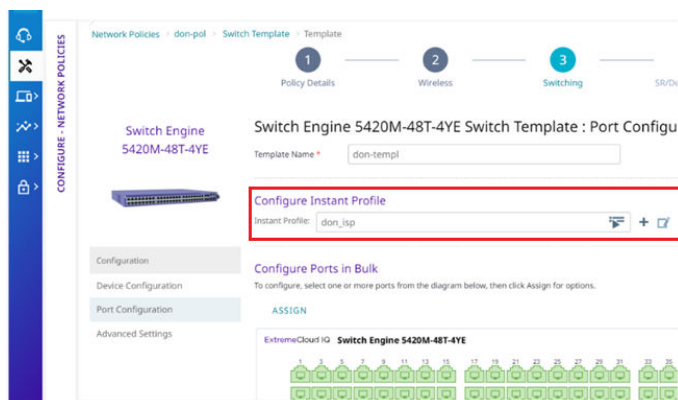 CONFIGURE - NETWORK POLICIES
Network Policies > don-pol > Switch Template > Template
1
2
3
Policy Details
Wireless
Switching
Switch Engine
5420M-48T-4YE
Switch Engine 5420M-48T-4YE Switch Template : Port Configu
Template Name *
don-templ
Configure Instant Profile
Instant Profile:
don_isp
Configuration
Device Configuration
Port Configuration
Advanced Settings
Configure Ports in Bulk
To configure, select one or more ports from the diagram below, then click Assign for options.
ASSIGN
ExtremeCloud IQ Switch Engine 5420M-48T-4YE
1 3 5 7 9 11 13 15 17 19 21 23 25 27 29 31 33 35